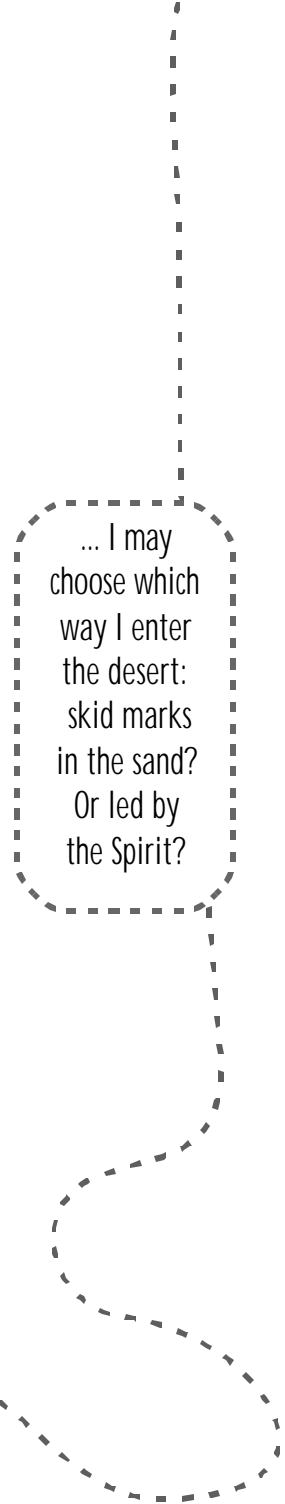 ... I may
choose which
way I enter
the desert:
skid marks
in the sand?
Or led by
the Spirit?